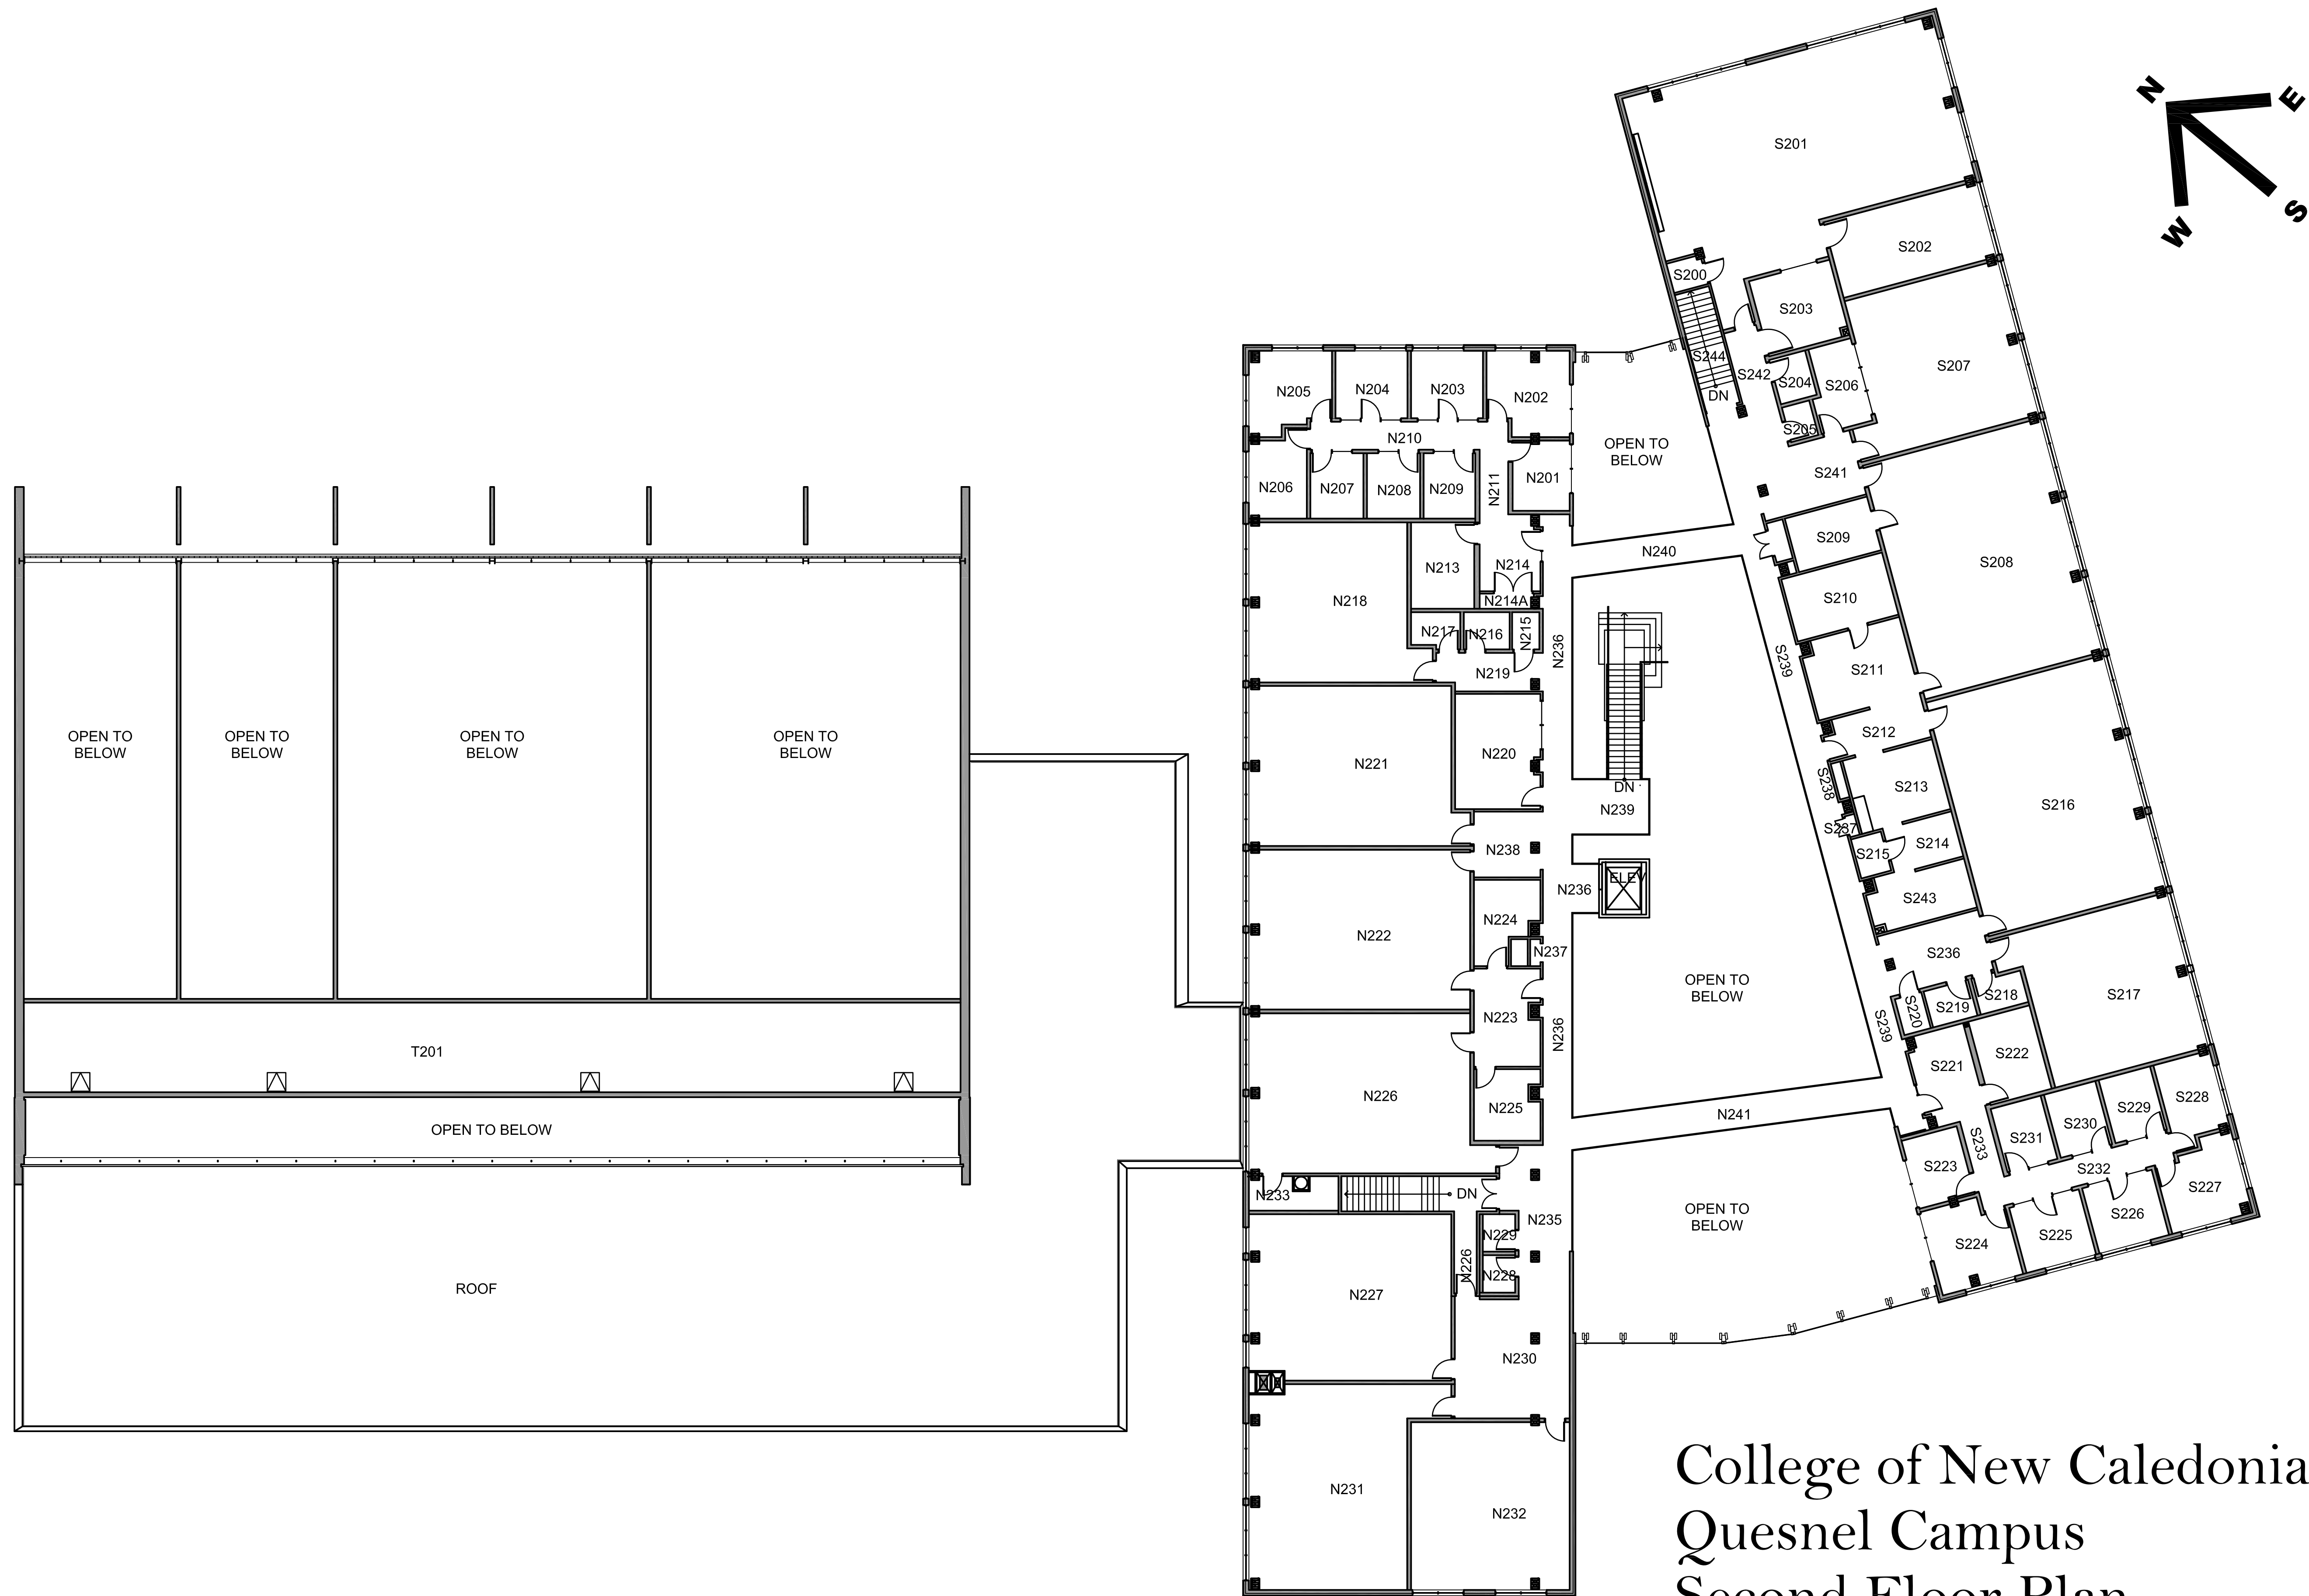 N
E
S
W
S201
S202
S200
S203
S244
S242
DN
S204
S206
S205
S207
S241
S209
S208
S210
S239
S211
S212
S213
S238
S237
S214
S215
S216
S243
S236
S217
S218
S219
S220
S239
S221
S222
S228
S229
S230
S231
S233
S232
S223
S227
S226
S225
S224
N205
N204
N203
N202
OPEN TO
BELOW
N210
N206
N207
N208
N209
N211
N201
N240
N213
N214
N218
N214A
N217
N216
N215
N236
N219
N221
N220
DN
N239
N238
N236
ELEV
N224
N222
N237
OPEN TO
BELOW
N223
N236
N226
N225
N241
N233
DN
N235
N229
N226
N228
OPEN TO
BELOW
N227
N230
N231
N232
OPEN TO
BELOW
OPEN TO
BELOW
OPEN TO
BELOW
OPEN TO
BELOW
T201
OPEN TO BELOW
ROOF
College of New Caledonia
Quesnel Campus
Second Floor Plan